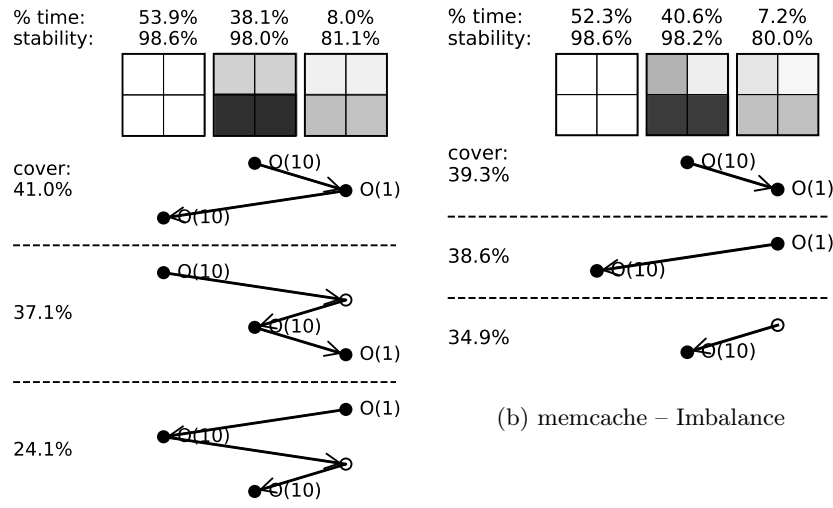 % time: 53.9% 38.1% 8.0%
stability: 98.6% 98.0% 81.1%
cover:
41.0%
O(10)
O(1)
O(10)
37.1%
O(10)
O(10)
O(1)
24.1%
O(1)
O(10)
O(10)
% time: 52.3% 40.6% 7.2%
stability: 98.6% 98.2% 80.0%
cover:
39.3%
O(10)
O(1)
38.6%
O(1)
O(10)
34.9%
O(10)
(b) memcache – Imbalance